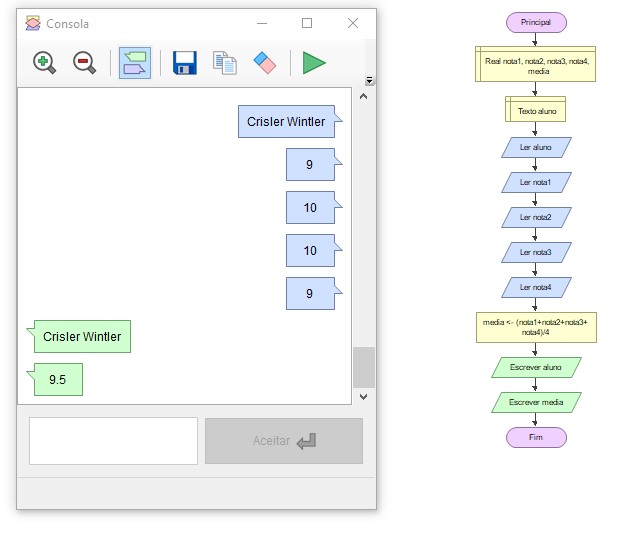 Consola
Crisler Wintler
9
10
10
9
Crisler Wintler
9.5
Aceitar
Principal
Real nota1, nota2, nota3, nota4,
media
Texto aluno
Ler aluno
Ler nota1
Ler nota2
Ler nota3
Ler nota4
media <- (nota1+nota2+nota3+
nota4)/4
Escrever aluno
Escrever media
Fim